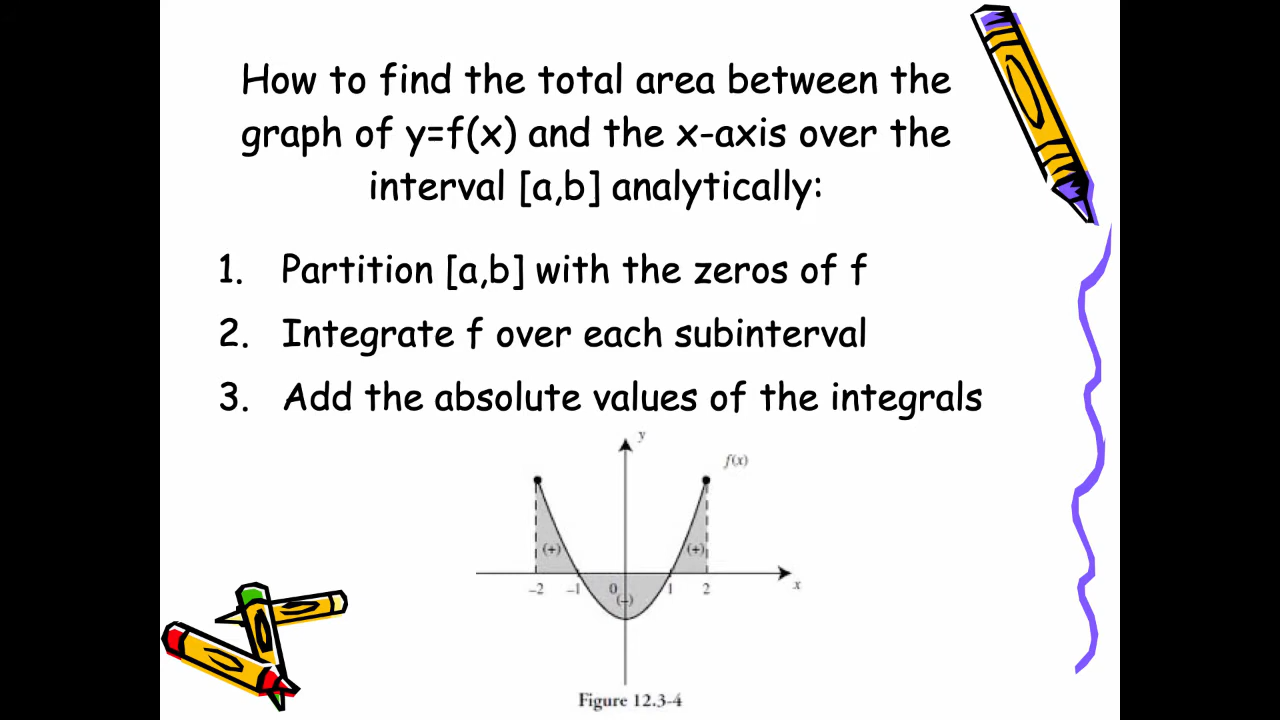 How to find the total area between the
graph of y=f(x) and the x-axis over the
interval [a,b] analytically:
1. Partition [a,b] with the zeros of f
2. Integrate f over each subinterval
3. Add the absolute values of the integrals
y
f(x)
(+) (+)
-2 -1 0 1 2 x
(-)
Figure 12.3-4